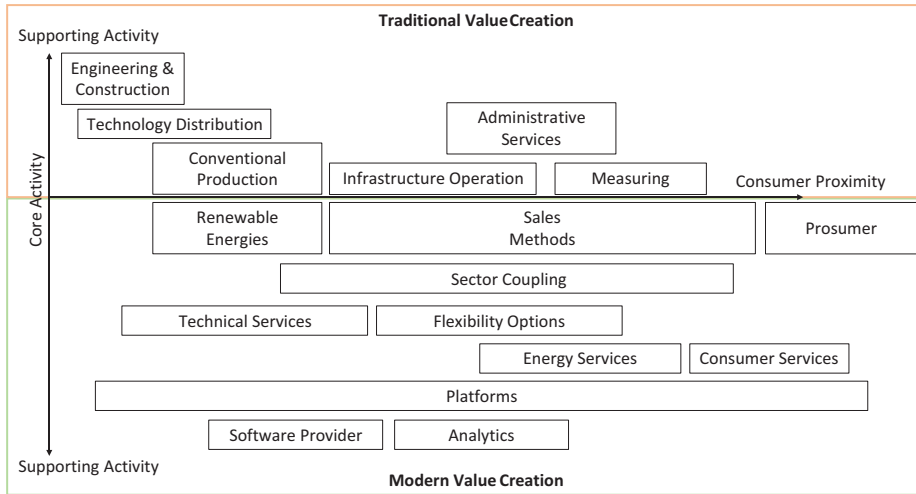 Traditional Value Creation
Supporting Activity
Engineering &
Construction
Technology Distribution
Administrative
Services
Conventional
Production
Infrastructure Operation
Measuring
Consumer Proximity
Core Activity
Renewable
Energies
Sales
Methods
Prosumer
Sector Coupling
Technical Services
Flexibility Options
Energy Services
Consumer Services
Platforms
Software Provider
Analytics
Supporting Activity
Modern Value Creation